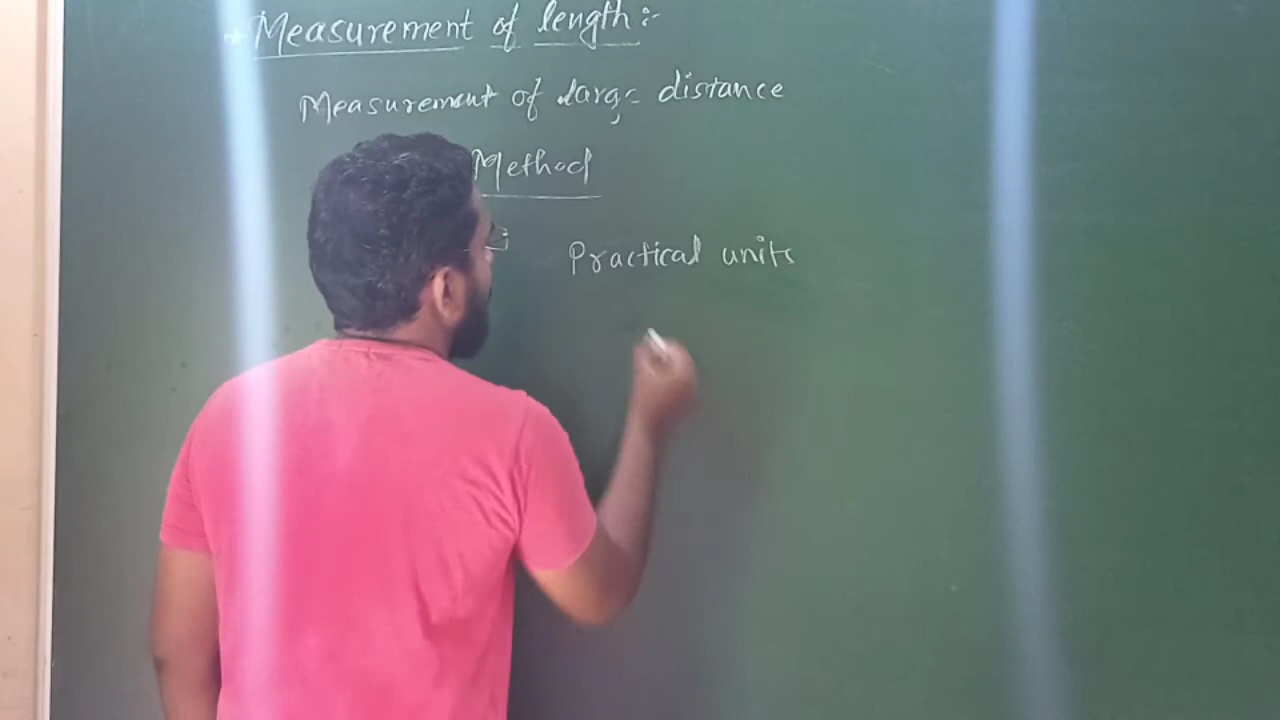 * Measurement of length :-
Measurement of large distance
Method
Practical units